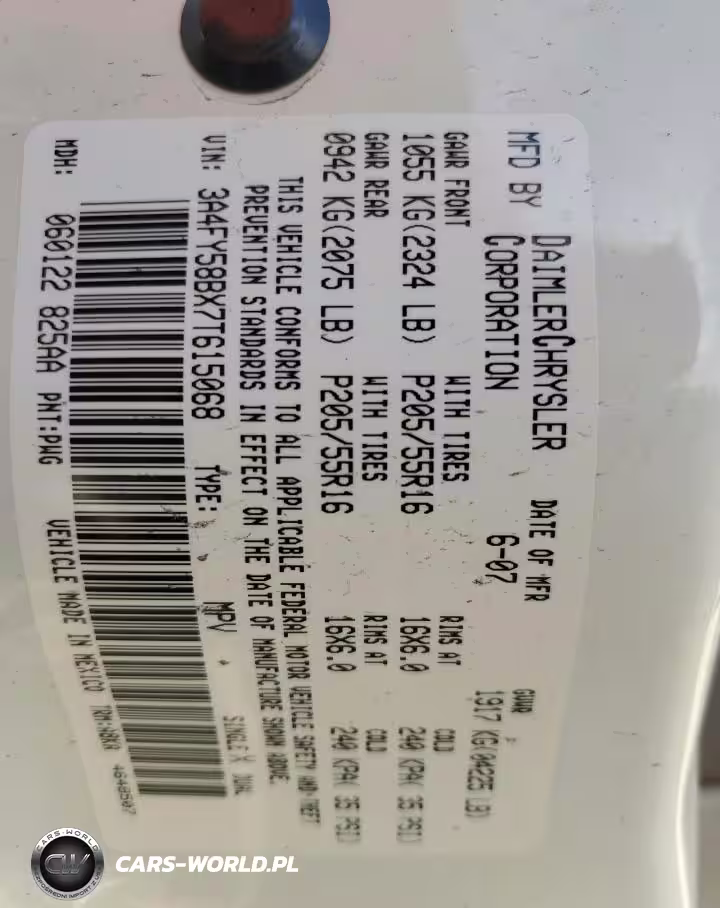 MFD BY DAIMLERCHRYSLER CORPORATION
DATE OF MFR 6-07
GVWR 1917 KG(04225 LB)
GAWR FRONT WITH TIRES RIMS AT COLD
1055 KG(2324 LB) P205/55R16 16X6.0 240 KPA( 35 PSI)
GAWR REAR WITH TIRES RIMS AT COLD
0942 KG(2075 LB) P205/55R16 16X6.0 240 KPA( 35 PSI)
THIS VEHICLE CONFORMS TO ALL APPLICABLE FEDERAL MOTOR VEHICLE SAFETY AND THEFT
PREVENTION STANDARDS IN EFFECT ON THE DATE OF MANUFACTURE SHOWN ABOVE.
VIN: 3A4FY58BX7T615068 TYPE: MPV SINGLE X DUAL
MDH: 060122 825AA PNT:PWG VEHICLE MADE IN MEXICO 4648507
CARS-WORLD
CW
CARS-WORLD.PL